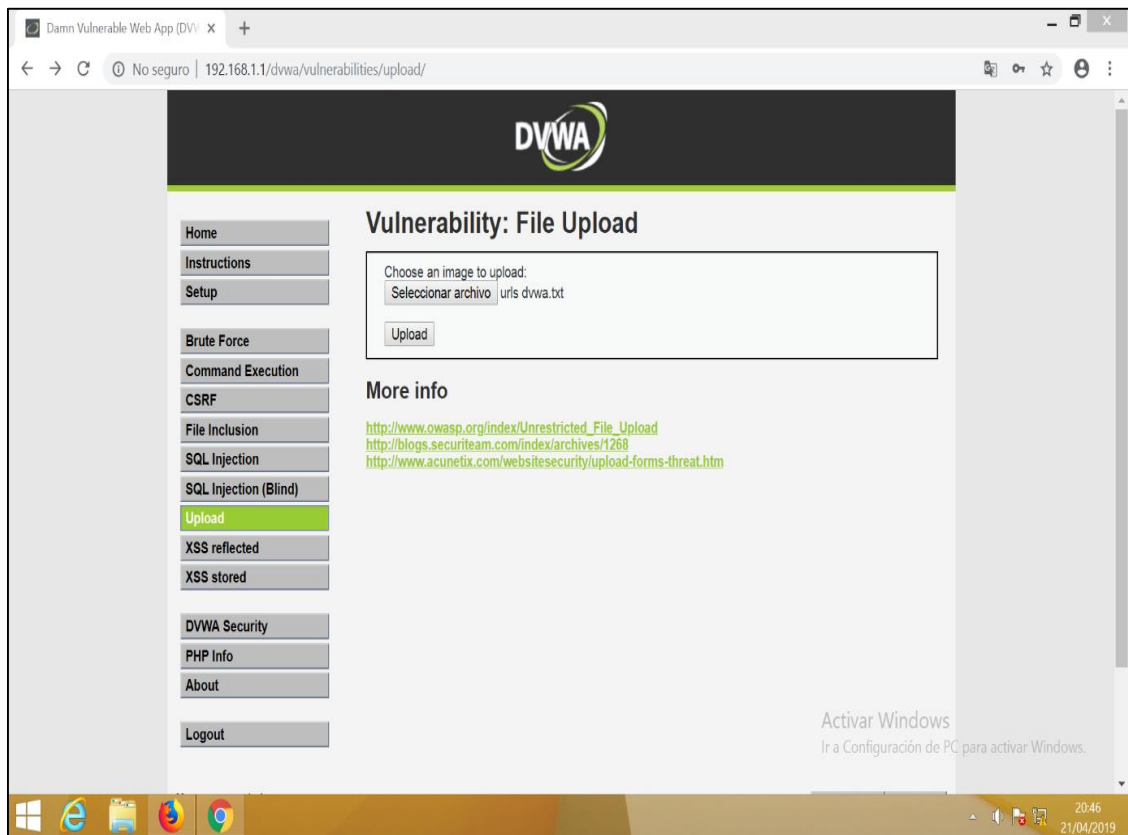 Damn Vulnerable Web App (DVW
No seguro | 192.168.1.1/dvwa/vulnerabilities/upload/
DVWA
Home
Instructions
Setup
Brute Force
Command Execution
CSRF
File Inclusion
SQL Injection
SQL Injection (Blind)
Upload
XSS reflected
XSS stored
DVWA Security
PHP Info
About
Logout
Vulnerability: File Upload
Choose an image to upload:
Seleccionar archivo urls dvwa.txt
Upload
More info
http://www.owasp.org/index/Unrestricted_File_Upload
http://blogs.securiteam.com/index/archives/1268
http://www.acunetix.com/websitesecurity/upload-forms-threat.htm
Activar Windows
Ir a Configuración de PC para activar Windows.
20:46
21/04/2019